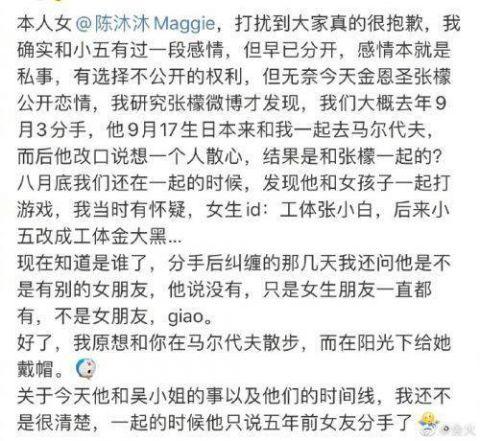 本人女@陈沐沐Maggie，打扰到大家真的很抱歉，我
确实和小五有过一段感情，但早已分开，感情本就是
私事，有选择不公开的权利，但无奈今天金恩圣张檬
公开恋情，我研究张檬微博才发现，我们大概去年9
月3分手，他9月17生日本来和我一起去马尔代夫，
而后他改口说想一个人散心，结果是和张檬一起的?
八月底我们还在一起的时候，发现他和女孩子一起打
游戏，我当时有怀疑，女生id：工体张小白，后来小
五改成工体金大黑...
现在知道是谁了，分手后纠缠的那几天我还问他是不
是有别的女朋友，他说没有，只是女生朋友一直都
有，不是女朋友，giao。
好了，我原想和你在马尔代夫散步，而在阳光下给她
戴帽。
关于今天他和吴小姐的事以及他们的时间线，我还不
是很清楚，一起的时候他只说五年前女友分手了